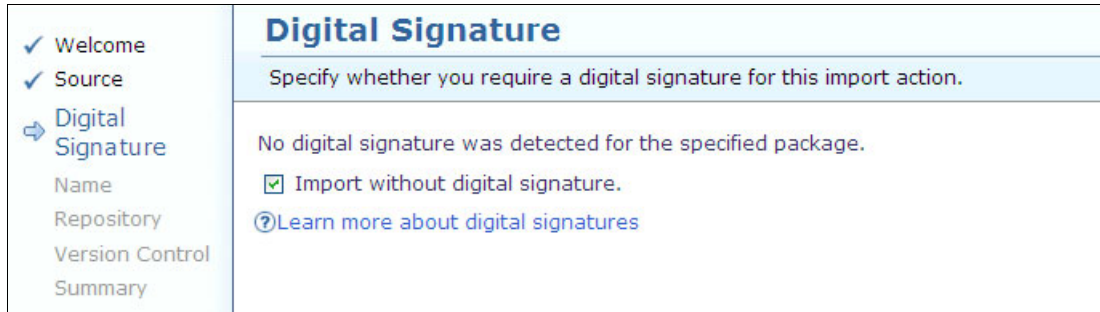 Welcome
Source
Digital
Signature
Name
Repository
Version Control
Summary
Digital Signature
Specify whether you require a digital signature for this import action.
No digital signature was detected for the specified package.
Import without digital signature.
Learn more about digital signatures